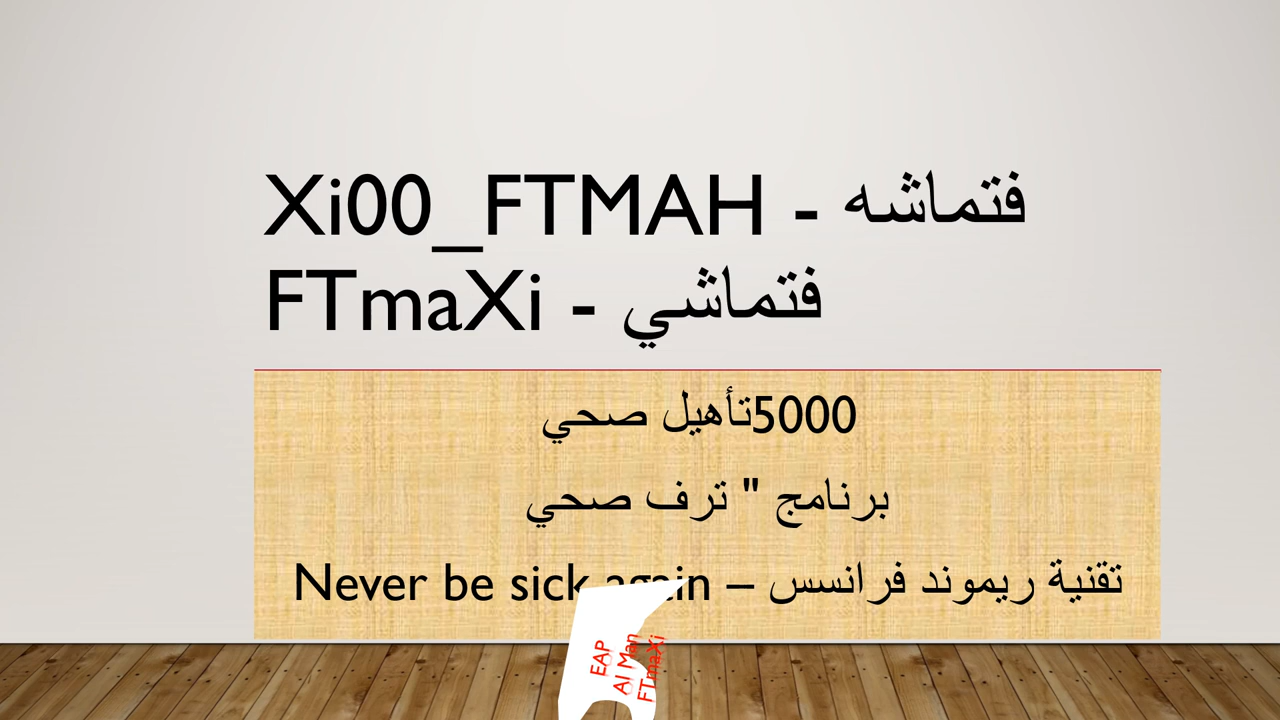 Xi00_FTMAH - فتماشه
FTmaXi - فتماشي
5000تأهيل صحي
برنامج " ترف صحي
Never be sick again – تقنية ريموند فرانسس
EAP
AI Man
FTmaXi